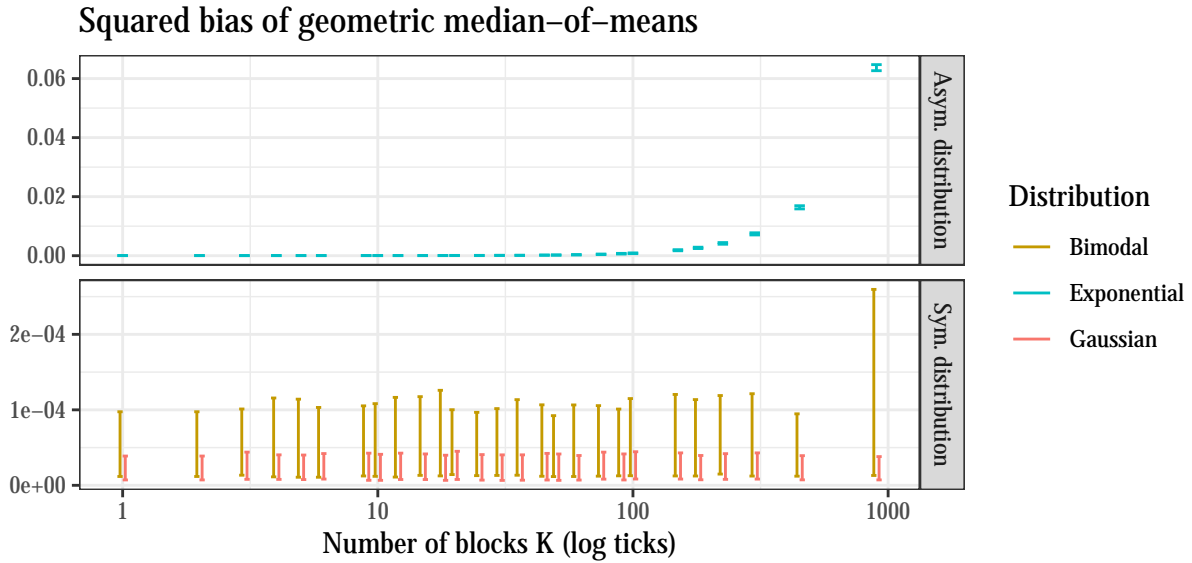 Squared bias of geometric median−of−means
0.06
0.04
0.02
0.00
Asym. distribution
2e−04
1e−04
0e+00
Sym. distribution
1
10
100
1000
Number of blocks K (log ticks)
Distribution
Bimodal
Exponential
Gaussian